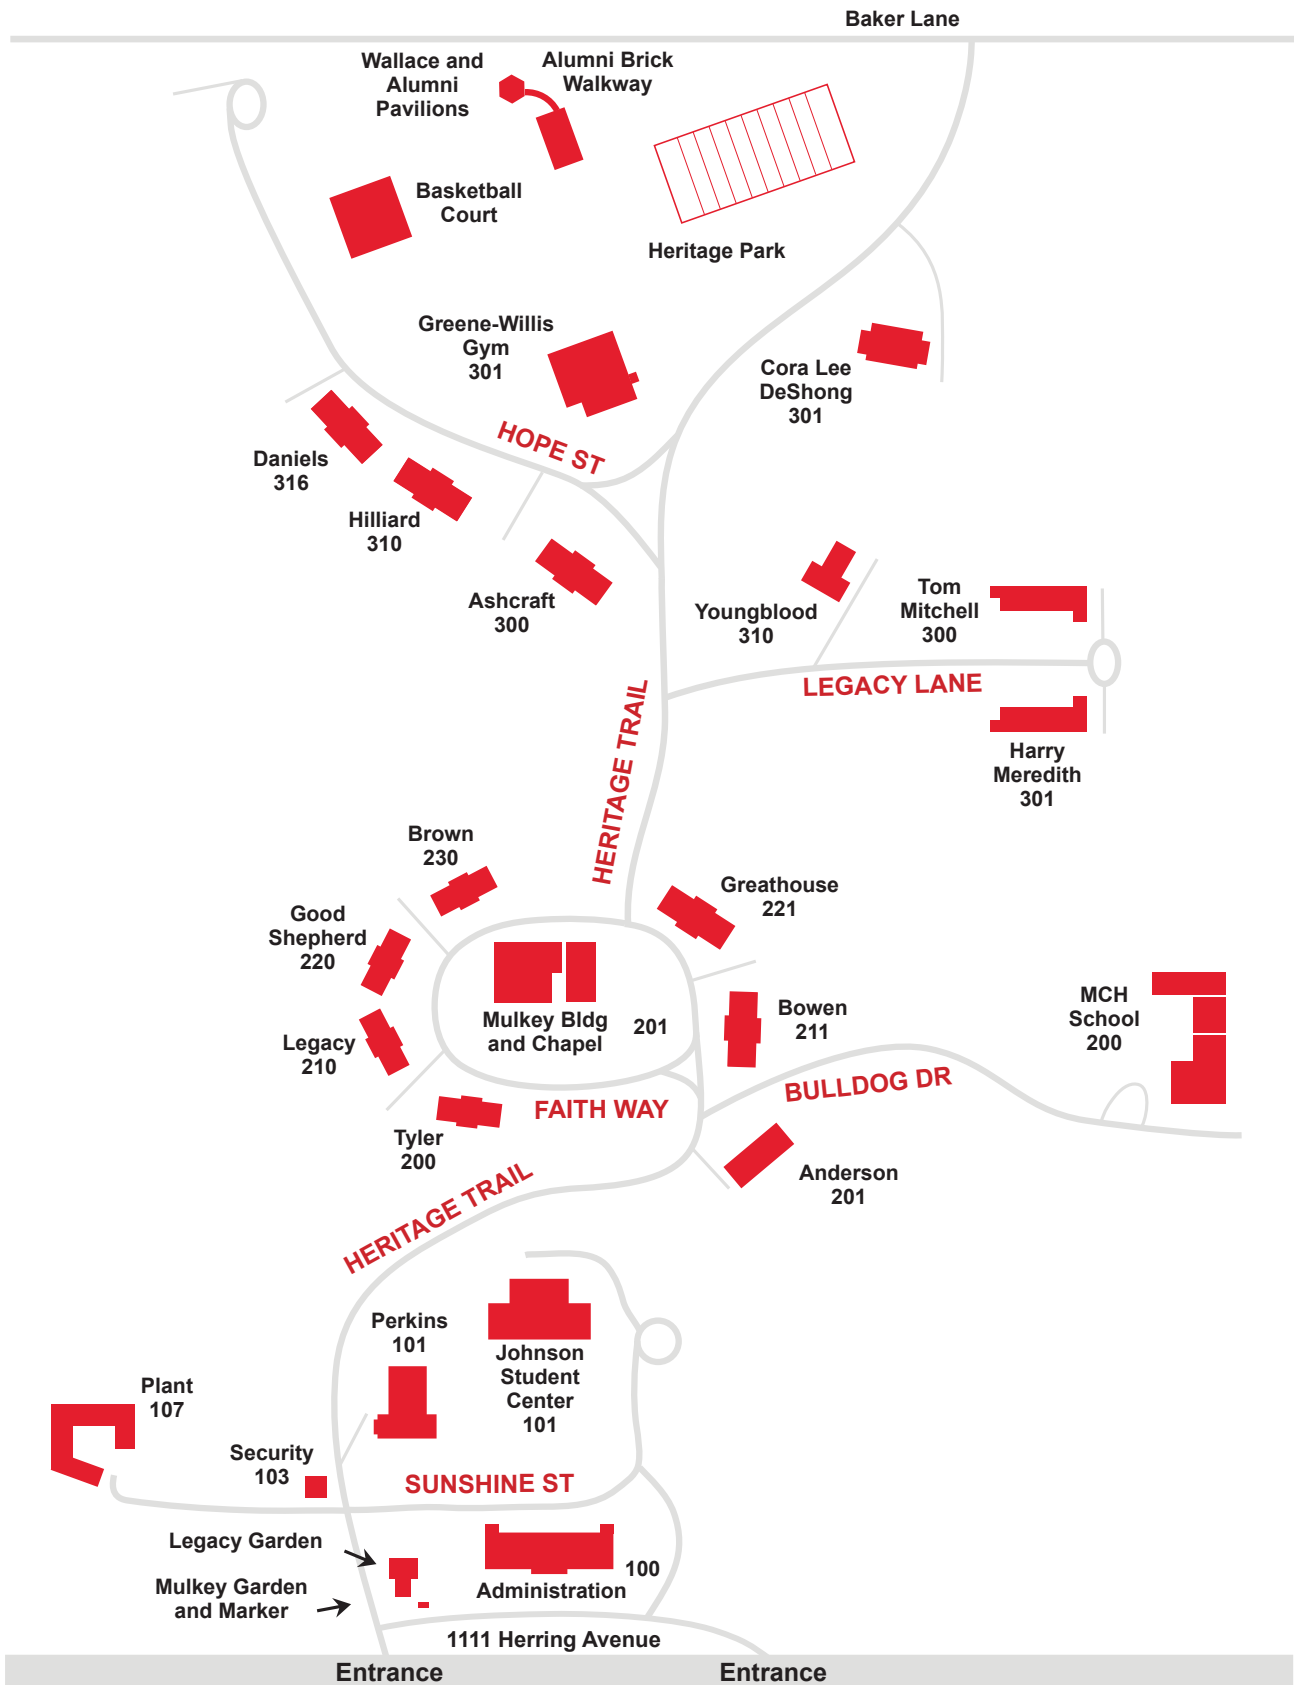 Baker Lane
Wallace and
Alumni
Pavilions
Alumni Brick
Walkway
Basketball
Court
Heritage Park
Greene-Willis
Gym
301
Cora Lee
DeShong
301
HOPE ST
Daniels
316
Hilliard
310
Ashcraft
300
Youngblood
310
Tom
Mitchell
300
LEGACY LANE
Harry
Meredith
301
HERITAGE TRAIL
Brown
230
Greathouse
221
Good
Shepherd
220
Legacy
210
Mulkey Bldg
and Chapel
201
Bowen
211
MCH
School
200
BULLDOG DR
FAITH WAY
Tyler
200
Anderson
201
HERITAGE TRAIL
Perkins
101
Johnson
Student
Center
101
Plant
107
Security
103
SUNSHINE ST
Legacy Garden
Mulkey Garden
and Marker
100
Administration
1111 Herring Avenue
Entrance
Entrance